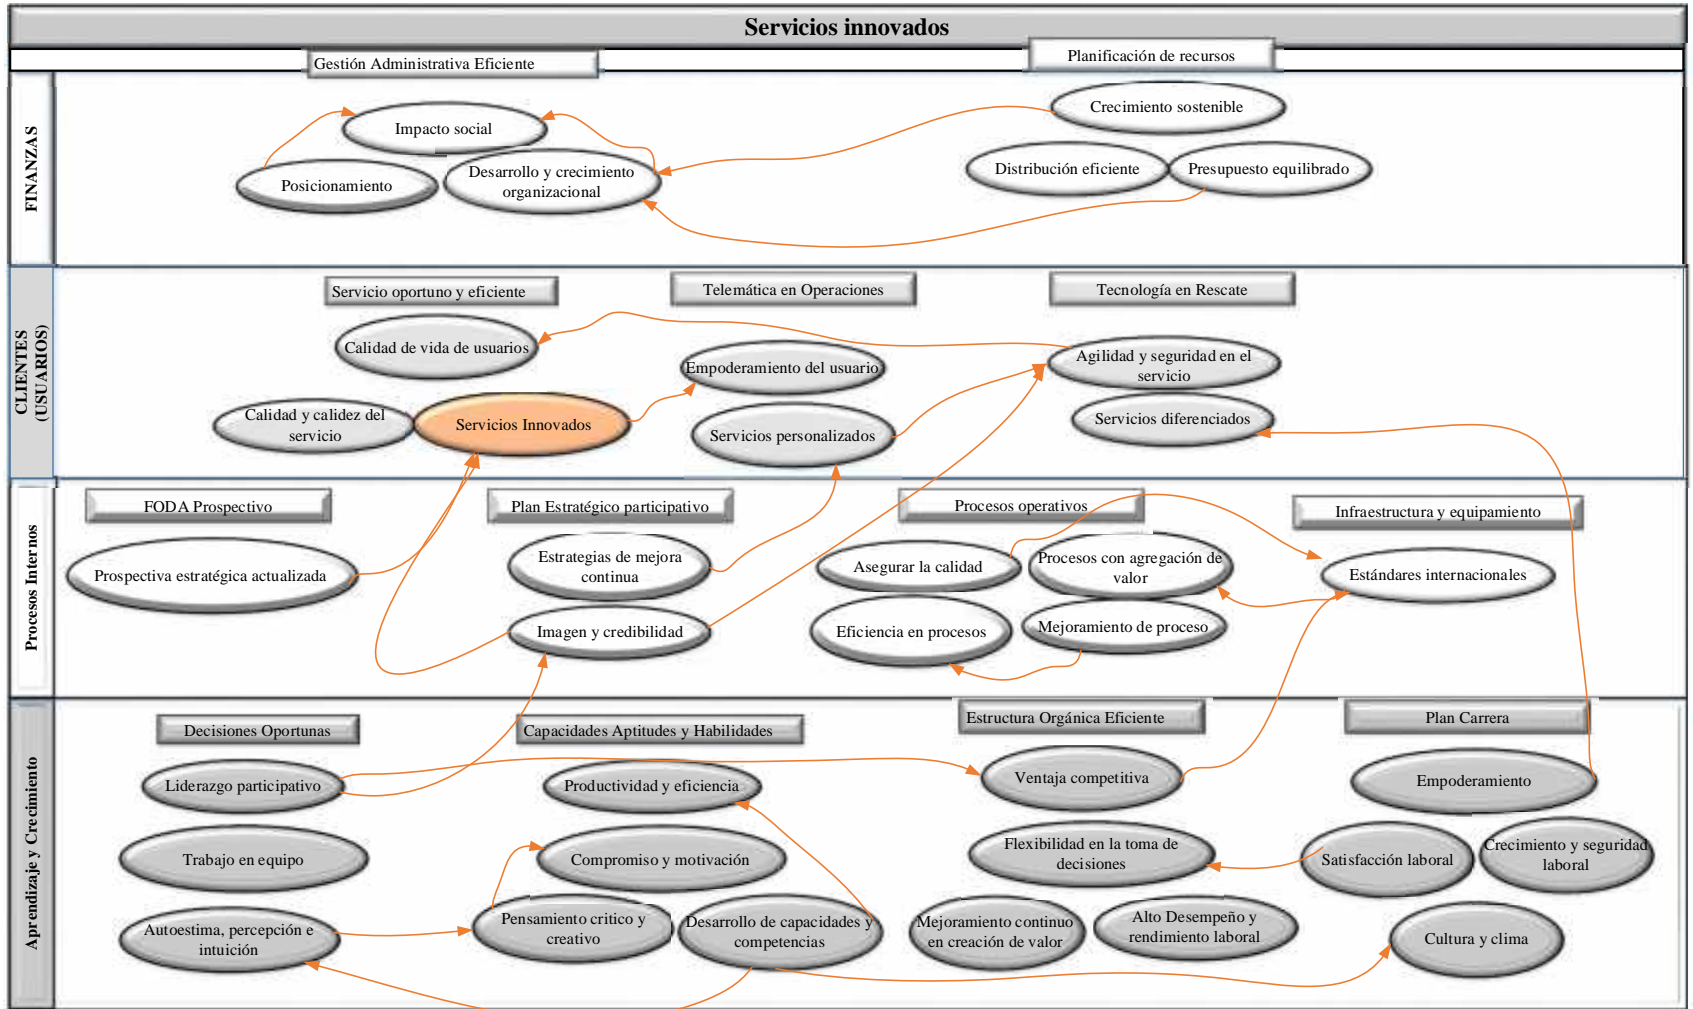 Servicios innovados
Gestión Administrativa Eficiente
Planificación de recursos
FINANZAS
Impacto social
Crecimiento sostenible
Posicionamiento
Desarrollo y crecimiento
organizacional
Distribución eficiente
Presupuesto equilibrado
CLIENTES
(USUARIOS)
Servicio oportuno y eficiente
Telemática en Operaciones
Tecnología en Rescate
Calidad de vida de usuarios
Empoderamiento del usuario
Agilidad y seguridad en el
servicio
Calidad y calidez del
servicio
Servicios Innovados
Servicios personalizados
Servicios diferenciados
Procesos Internos
FODA Prospectivo
Plan Estratégico participativo
Procesos operativos
Infraestructura y equipamiento
Prospectiva estratégica actualizada
Estrategias de mejora
continua
Asegurar la calidad
Procesos con agregación de
valor
Estándares internacionales
Imagen y credibilidad
Eficiencia en procesos
Mejoramiento de proceso
Aprendizaje y Crecimiento
Decisiones Oportunas
Capacidades Aptitudes y Habilidades
Estructura Orgánica Eficiente
Plan Carrera
Liderazgo participativo
Productividad y eficiencia
Ventaja competitiva
Empoderamiento
Trabajo en equipo
Compromiso y motivación
Flexibilidad en la toma de
decisiones
Satisfacción laboral
Crecimiento y seguridad
laboral
Autoestima, percepción e
intuición
Pensamiento critico y
creativo
Desarrollo de capacidades y
competencias
Mejoramiento continuo
en creación de valor
Alto Desempeño y
rendimiento laboral
Cultura y clima